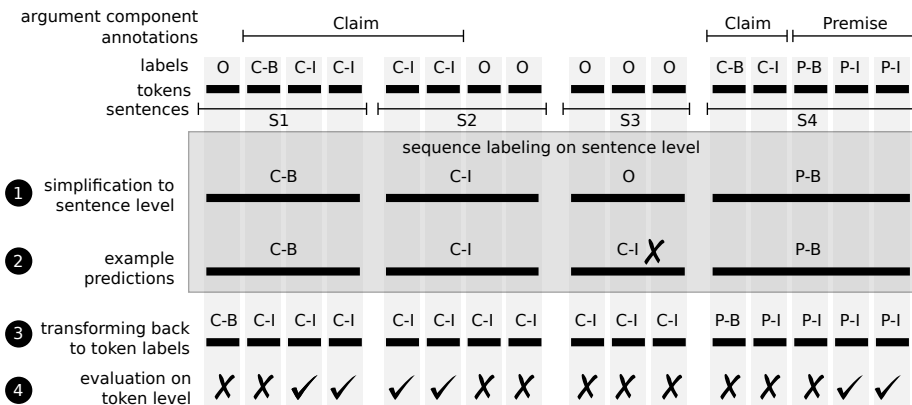 argument component annotations Claim Claim Premise
labels O C-B C-I C-I C-I C-I O O O O O C-B C-I P-B P-I P-I
tokens
sentences S1 S2 S3 S4
sequence labeling on sentence level
1 simplification to sentence level C-B C-I O P-B
2 example predictions C-B C-I C-I ✗ P-B
3 transforming back to token labels C-B C-I C-I C-I C-I C-I C-I C-I C-I C-I C-I P-B P-I P-I P-I P-I
4 evaluation on token level ✗ ✗ ✓ ✓ ✓ ✓ ✗ ✗ ✗ ✗ ✗ ✗ ✗ ✗ ✓ ✓